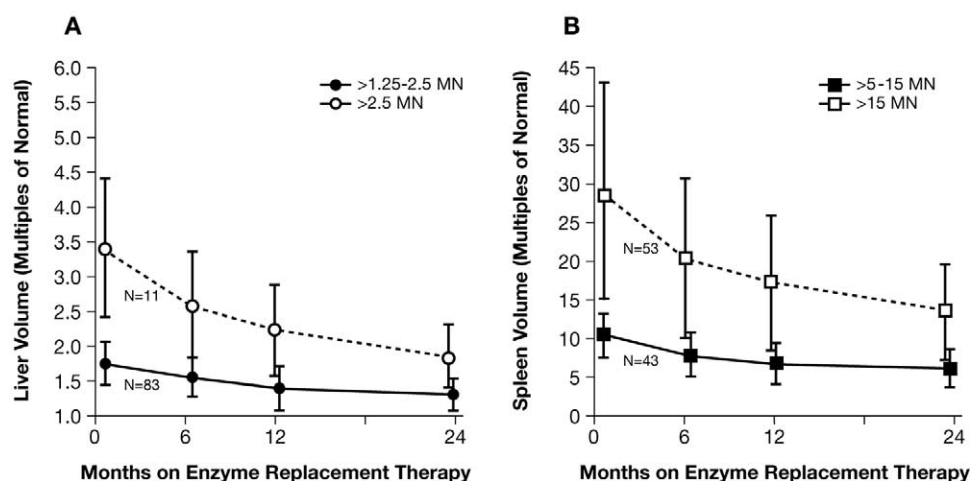 A
Liver Volume (Multiples of Normal)
6.0
5.5
5.0
4.5
4.0
3.5
3.0
2.5
2.0
1.5
1.0
>1.25-2.5 MN
>2.5 MN
N=11
N=83
0
6
12
24
Months on Enzyme Replacement Therapy
B
Spleen Volume (Multiples of Normal)
45
40
35
30
25
20
15
10
5
0
>5-15 MN
>15 MN
N=53
N=43
0
6
12
24
Months on Enzyme Replacement Therapy